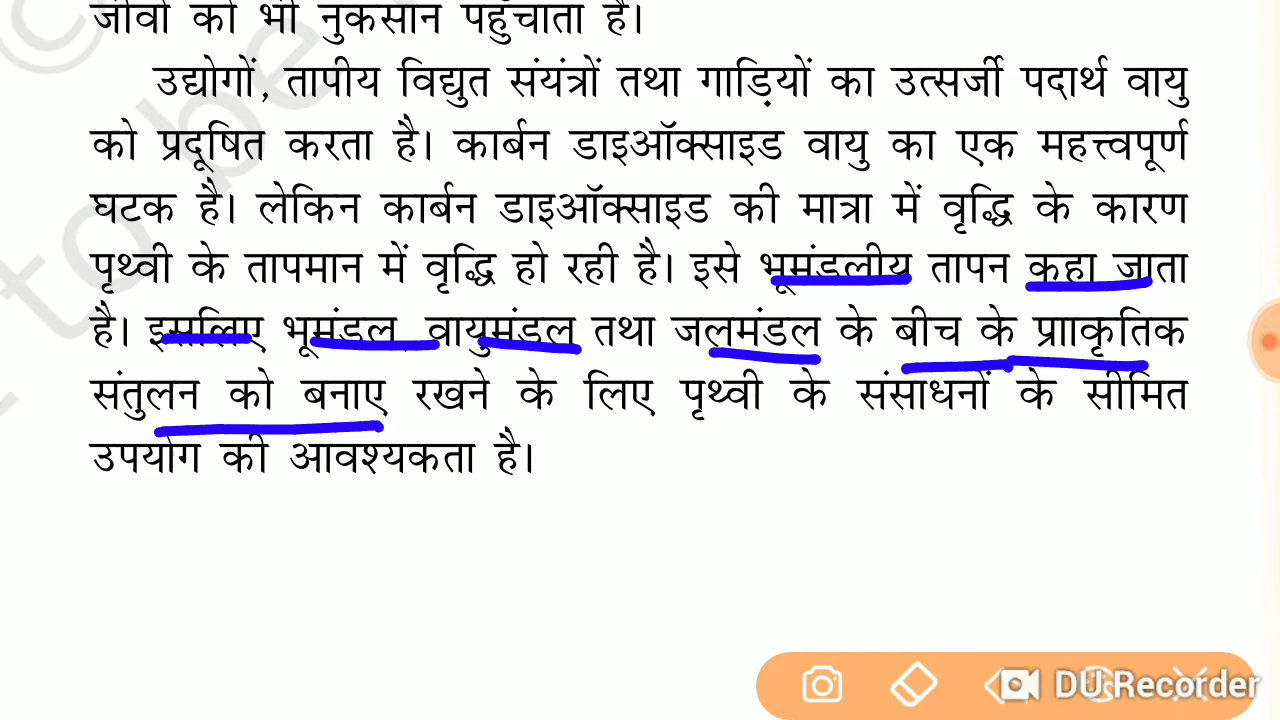 जीवों को भी नुकसान पहुँचाता है।
उद्योगों, तापीय विद्युत संयंत्रों तथा गाड़ियों का उत्सर्जी पदार्थ वायु
को प्रदूषित करता है। कार्बन डाइऑक्साइड वायु का एक महत्त्वपूर्ण
घटक है। लेकिन कार्बन डाइऑक्साइड की मात्रा में वृद्धि के कारण
पृथ्वी के तापमान में वृद्धि हो रही है। इसे भूमंडलीय तापन कहा जाता
है। इसलिए भूमंडल, वायुमंडल तथा जलमंडल के बीच के प्रााकृतिक
संतुलन को बनाए रखने के लिए पृथ्वी के संसाधनों के सीमित
उपयोग की आवश्यकता है।
© to be
DU Recorder